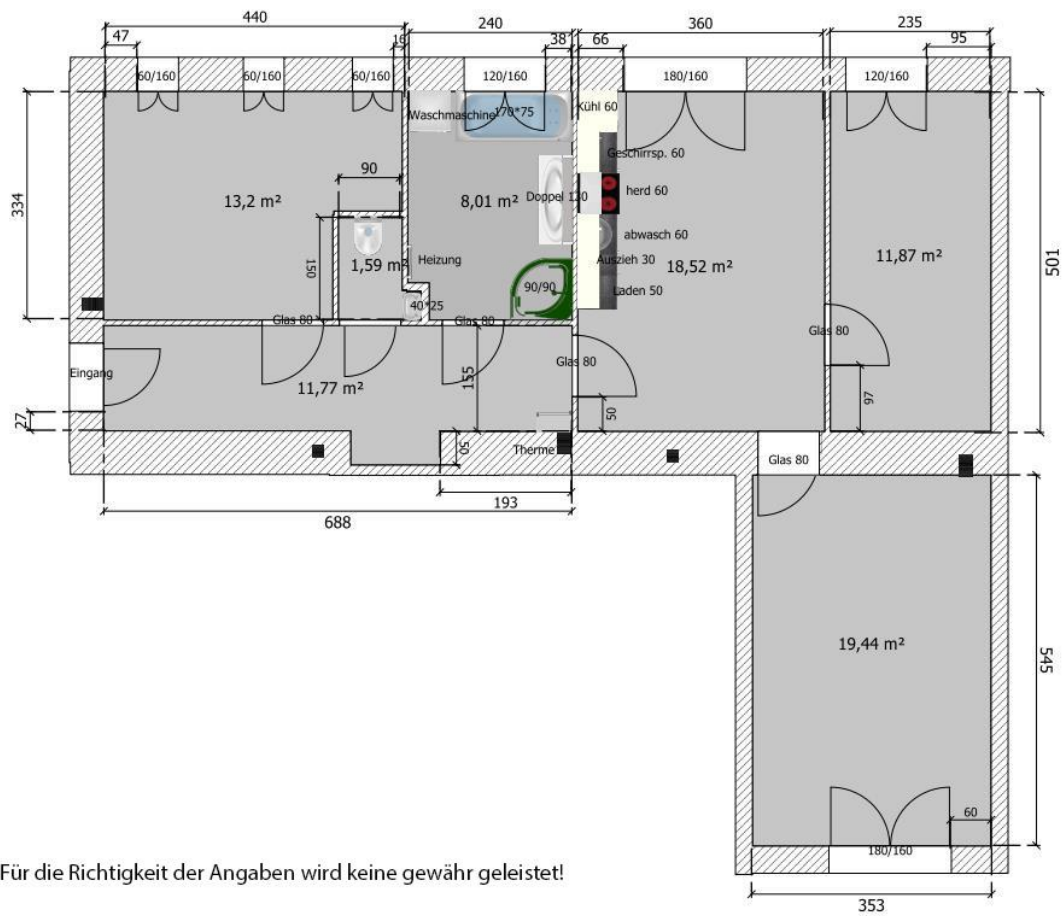 440
240
360
235
47
16
38
66
95
60/160
60/160
60/160
120/160
180/160
120/160
Waschmaschine
170*75
Kühl 60
Geschirrsp. 60
334
90
13,2 m²
8,01 m²
Doppel 130
herd 60
abwasch 60
501
11,87 m²
150
1,59 m²
Heizung
Auszieh 30
18,52 m²
90/90
Laden 50
40*25
Glas 80
Glas 80
Glas 80
Glas 80
Eingang
11,77 m²
155
50
97
27
50
Therme
Glas 80
193
688
19,44 m²
545
60
180/160
Für die Richtigkeit der Angaben wird keine gewähr geleistet!
353